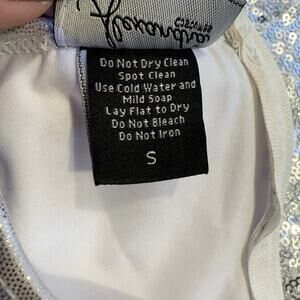 Alexandra
Do Not Dry Clean
Spot Clean
Use Cold Water and
Mild Soap
Lay Flat to Dry
Do Not Bleach
Do Not Iron
S